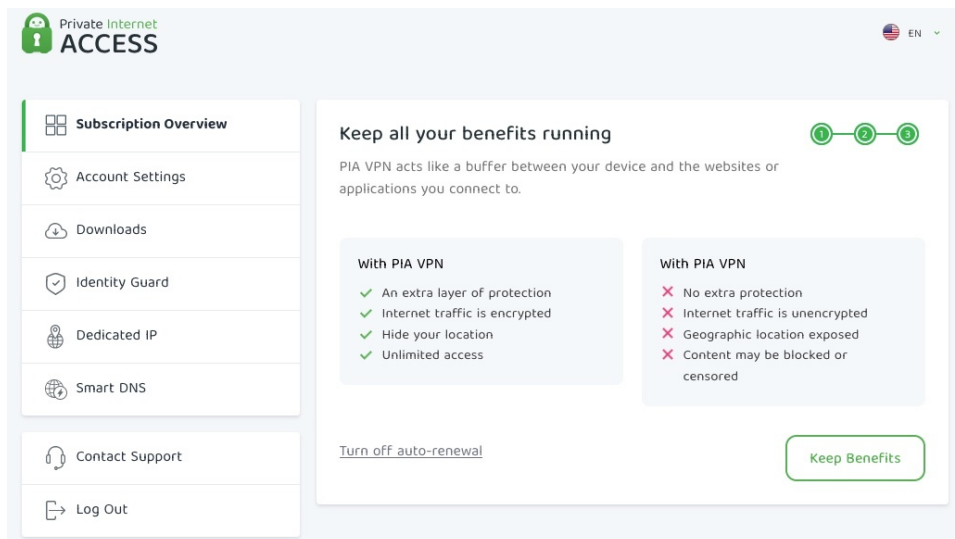 Private Internet
ACCESS
EN
Subscription Overview
Account Settings
Downloads
Identity Guard
Dedicated IP
Smart DNS
Contact Support
Log Out
Keep all your benefits running
1 2 3
PIA VPN acts like a buffer between your device and the websites or
applications you connect to.
With PIA VPN
An extra layer of protection
Internet traffic is encrypted
Hide your location
Unlimited access
With PIA VPN
No extra protection
Internet traffic is unencrypted
Geographic location exposed
Content may be blocked or
censored
Turn off auto-renewal
Keep Benefits